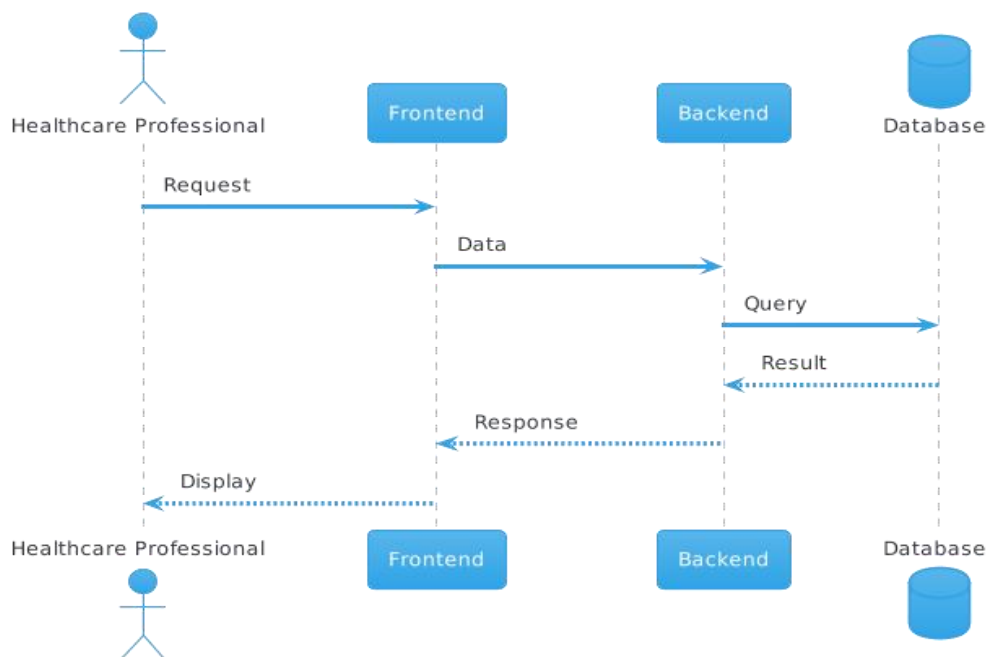 Healthcare Professional
Frontend
Backend
Database
Request
Data
Query
Result
Response
Display
Healthcare Professional
Frontend
Backend
Database